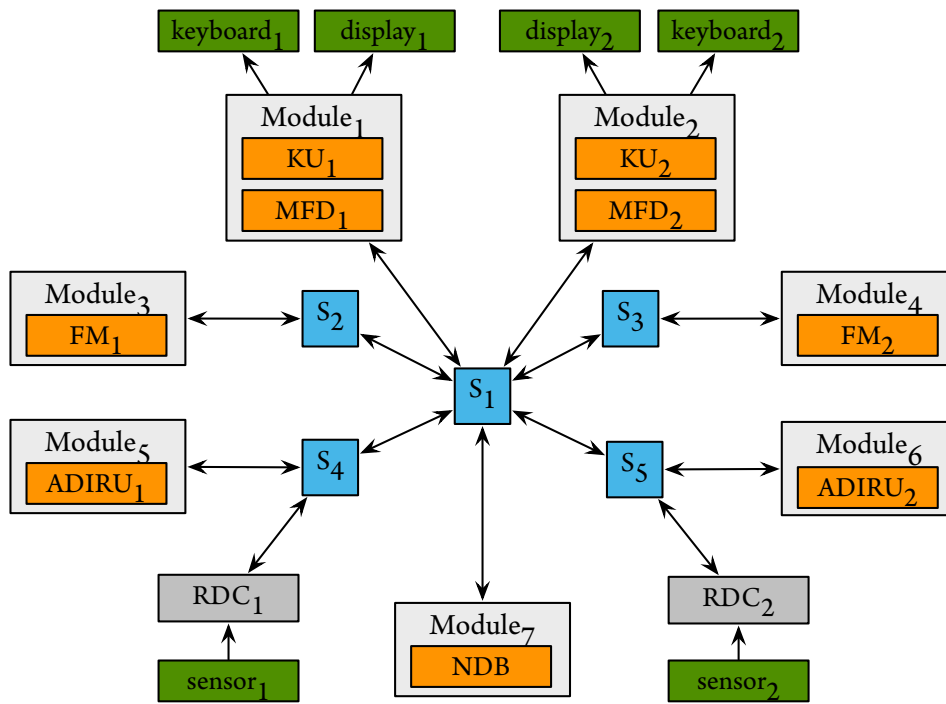 keyboard₁
display₁
display₂
keyboard₂
Module₁
KU₁
MFD₁
Module₂
KU₂
MFD₂
Module₃
FM₁
S₂
S₃
Module₄
FM₂
S₁
Module₅
ADIRU₁
S₄
S₅
Module₆
ADIRU₂
RDC₁
RDC₂
Module₇
NDB
sensor₁
sensor₂